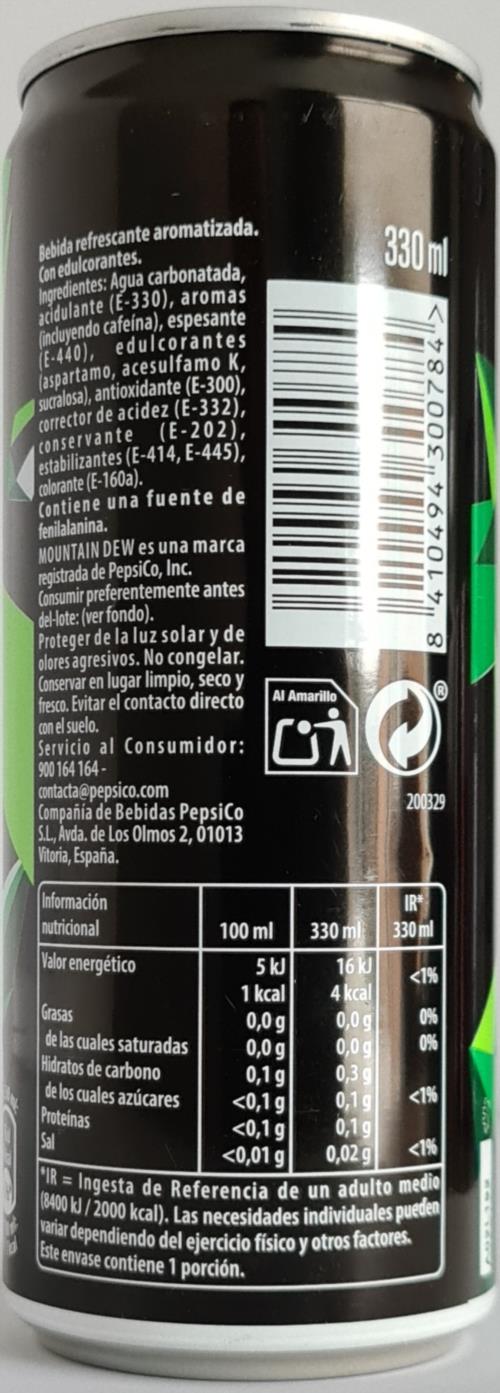 Bebida refrescante aromatizada.
Con edulcorantes.
Ingredientes: Agua carbonatada,
acidulante (E-330), aromas
(incluyendo cafeína), espesante
(E-440), edulcorantes
(aspartamo, acesulfamo K,
sucralosa), antioxidante (E-300),
corrector de acidez (E-332),
conservante (E-202),
estabilizantes (E-414, E-445),
colorante (E-160a).
Contiene una fuente de
fenilalanina.
MOUNTAIN DEW es una marca
registrada de PepsiCo, Inc.
Consumir preferentemente antes
del-lote: (ver fondo).
Proteger de la luz solar y de
olores agresivos. No congelar.
Conservar en lugar limpio, seco y
fresco. Evitar el contacto directo
con el suelo.
Servicio al Consumidor:
900 164 164 -
contacta@pepsico.com
Compañía de Bebidas PepsiCo
S.L., Avda. de Los Olmos 2, 01013
Vitoria, España.
330 ml
8 410494 300784 >
Al Amarillo
®
200329
Información nutricional 100 ml 330 ml IR* 330 ml
Valor energético 5 kJ 16 kJ <1%
1 kcal 4 kcal
Grasas 0,0 g 0,0 g 0%
de las cuales saturadas 0,0 g 0,0 g 0%
Hidratos de carbono 0,1 g 0,3 g
de los cuales azúcares <0,1 g 0,1 g <1%
Proteínas <0,1 g 0,1 g
Sal <0,01 g 0,02 g <1%
*IR = Ingesta de Referencia de un adulto medio
(8400 kJ / 2000 kcal). Las necesidades individuales pueden
variar dependiendo del ejercicio físico y otros factores.
Este envase contiene 1 porción.